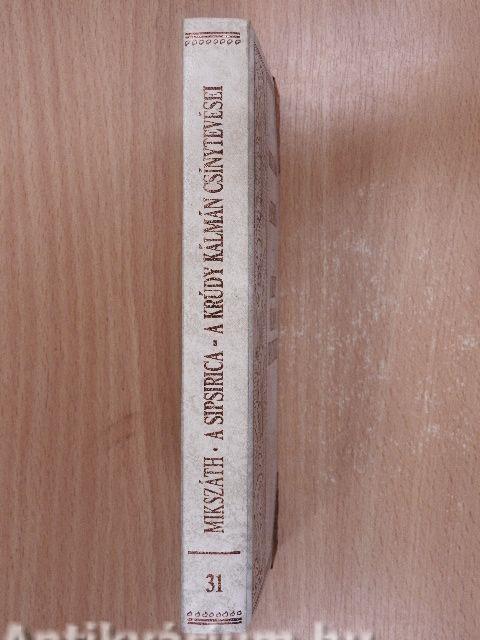 MIKSZÁTH • A SIPSIRICA - A KRÚDY KÁLMÁN CSÍNYTEVÉSEI
31